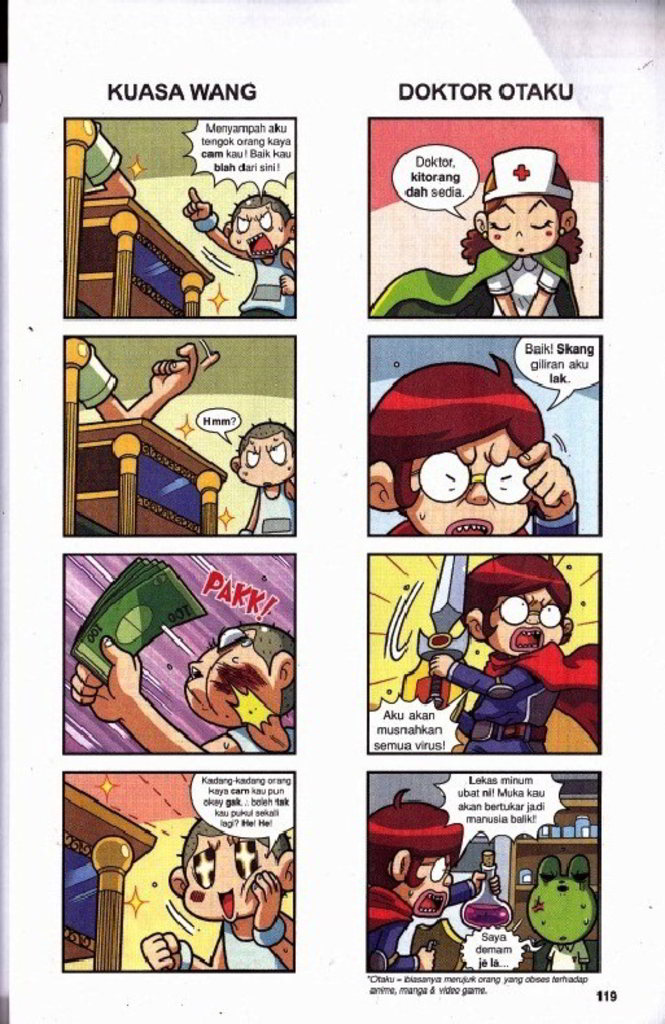 KUASA WANG
Menyampah aku
tengok orang kaya
cam kau! Baik kau
blah dari sini!
Hmm?
PAKK!
100
Kadang-kadang orang
kaya cam kau pun
okey gak... boleh tak
kau pukul sekali
lagi? He! He!
DOKTOR OTAKU
Doktor,
kitorang
dah sedia.
Baik! Skang
giliran aku
lak.
Aku akan
musnahkan
semua virus!
Lekas minum
ubat ni! Muka kau
akan bertukar jadi
manusia balik!!
Saya
demam
je la...
*Otaku = biasanya merujuk orang yang obses terhadap
anime, manga & video game.
119